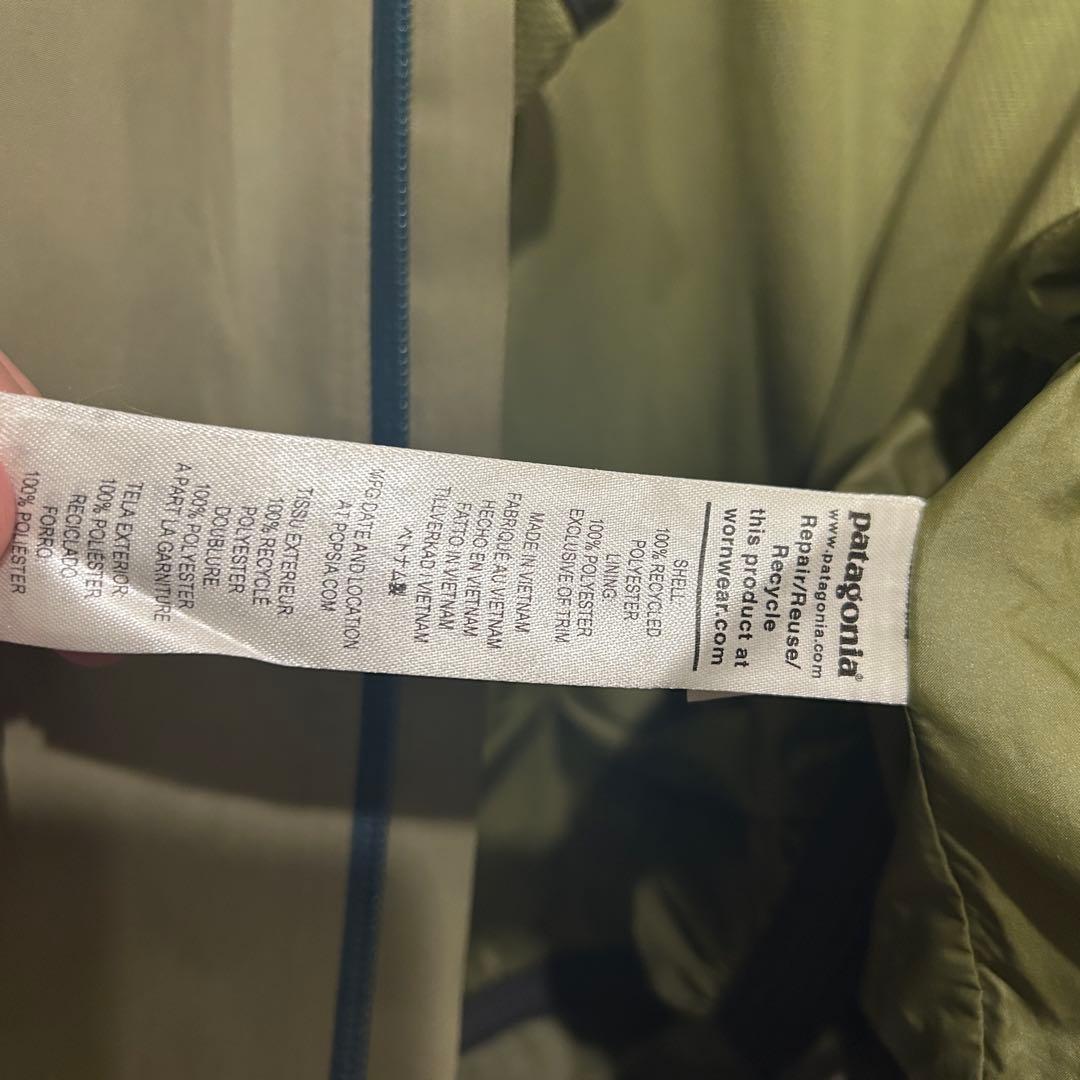 patagonia®
www.patagonia.com
Repair/Reuse/
Recycle
this product at
wornwear.com
SHELL:
100% RECYCLED
POLYESTER
LINING:
100% POLYESTER
EXCLUSIVE OF TRIM
MADE IN VIETNAM
FABRIQUÉ AU VIETNAM
HECHO EN VIETNAM
FATTO IN VIETNAM
TILLVERKAD I VIETNAM
ベトナム製
MFG DATE AND LOCATION
AT POPSIA.COM
TISSU EXTERIEUR
100% RECYCLÉ
POLYESTER
DOUBLURE
100% POLYESTER
A PART LA GARNITURE
TELA EXTERIOR
100% POLIÉSTER
RECICLADO
FORRO
100% POLIESTER